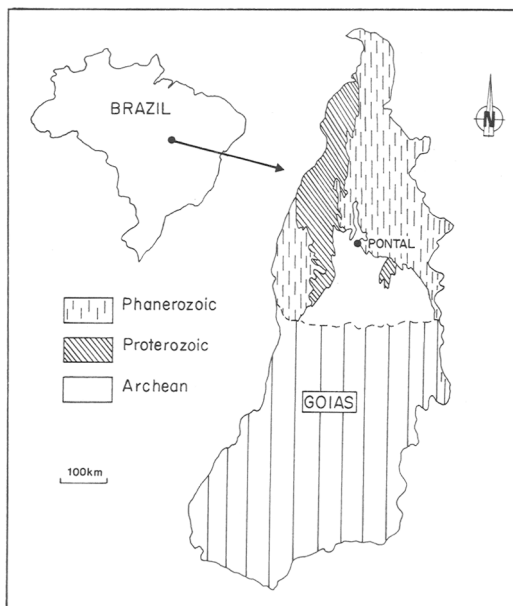 BRAZIL
N
PONTAL
Phanerozoic
Proterozoic
Archean
GOIAS
100km